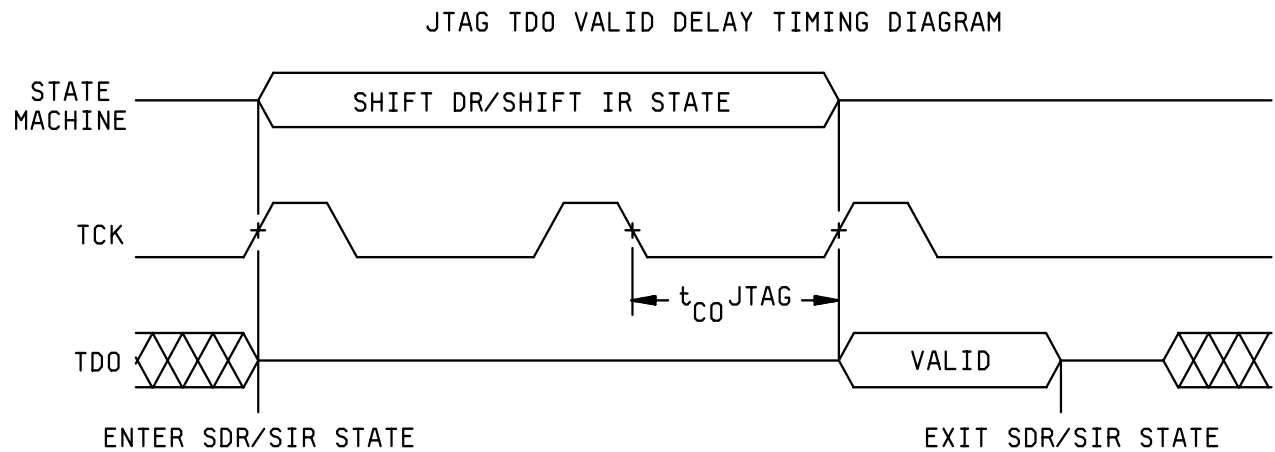 JTAG TDO VALID DELAY TIMING DIAGRAM
STATE
MACHINE
SHIFT DR/SHIFT IR STATE
TCK
tCO JTAG
TDO
VALID
ENTER SDR/SIR STATE
EXIT SDR/SIR STATE